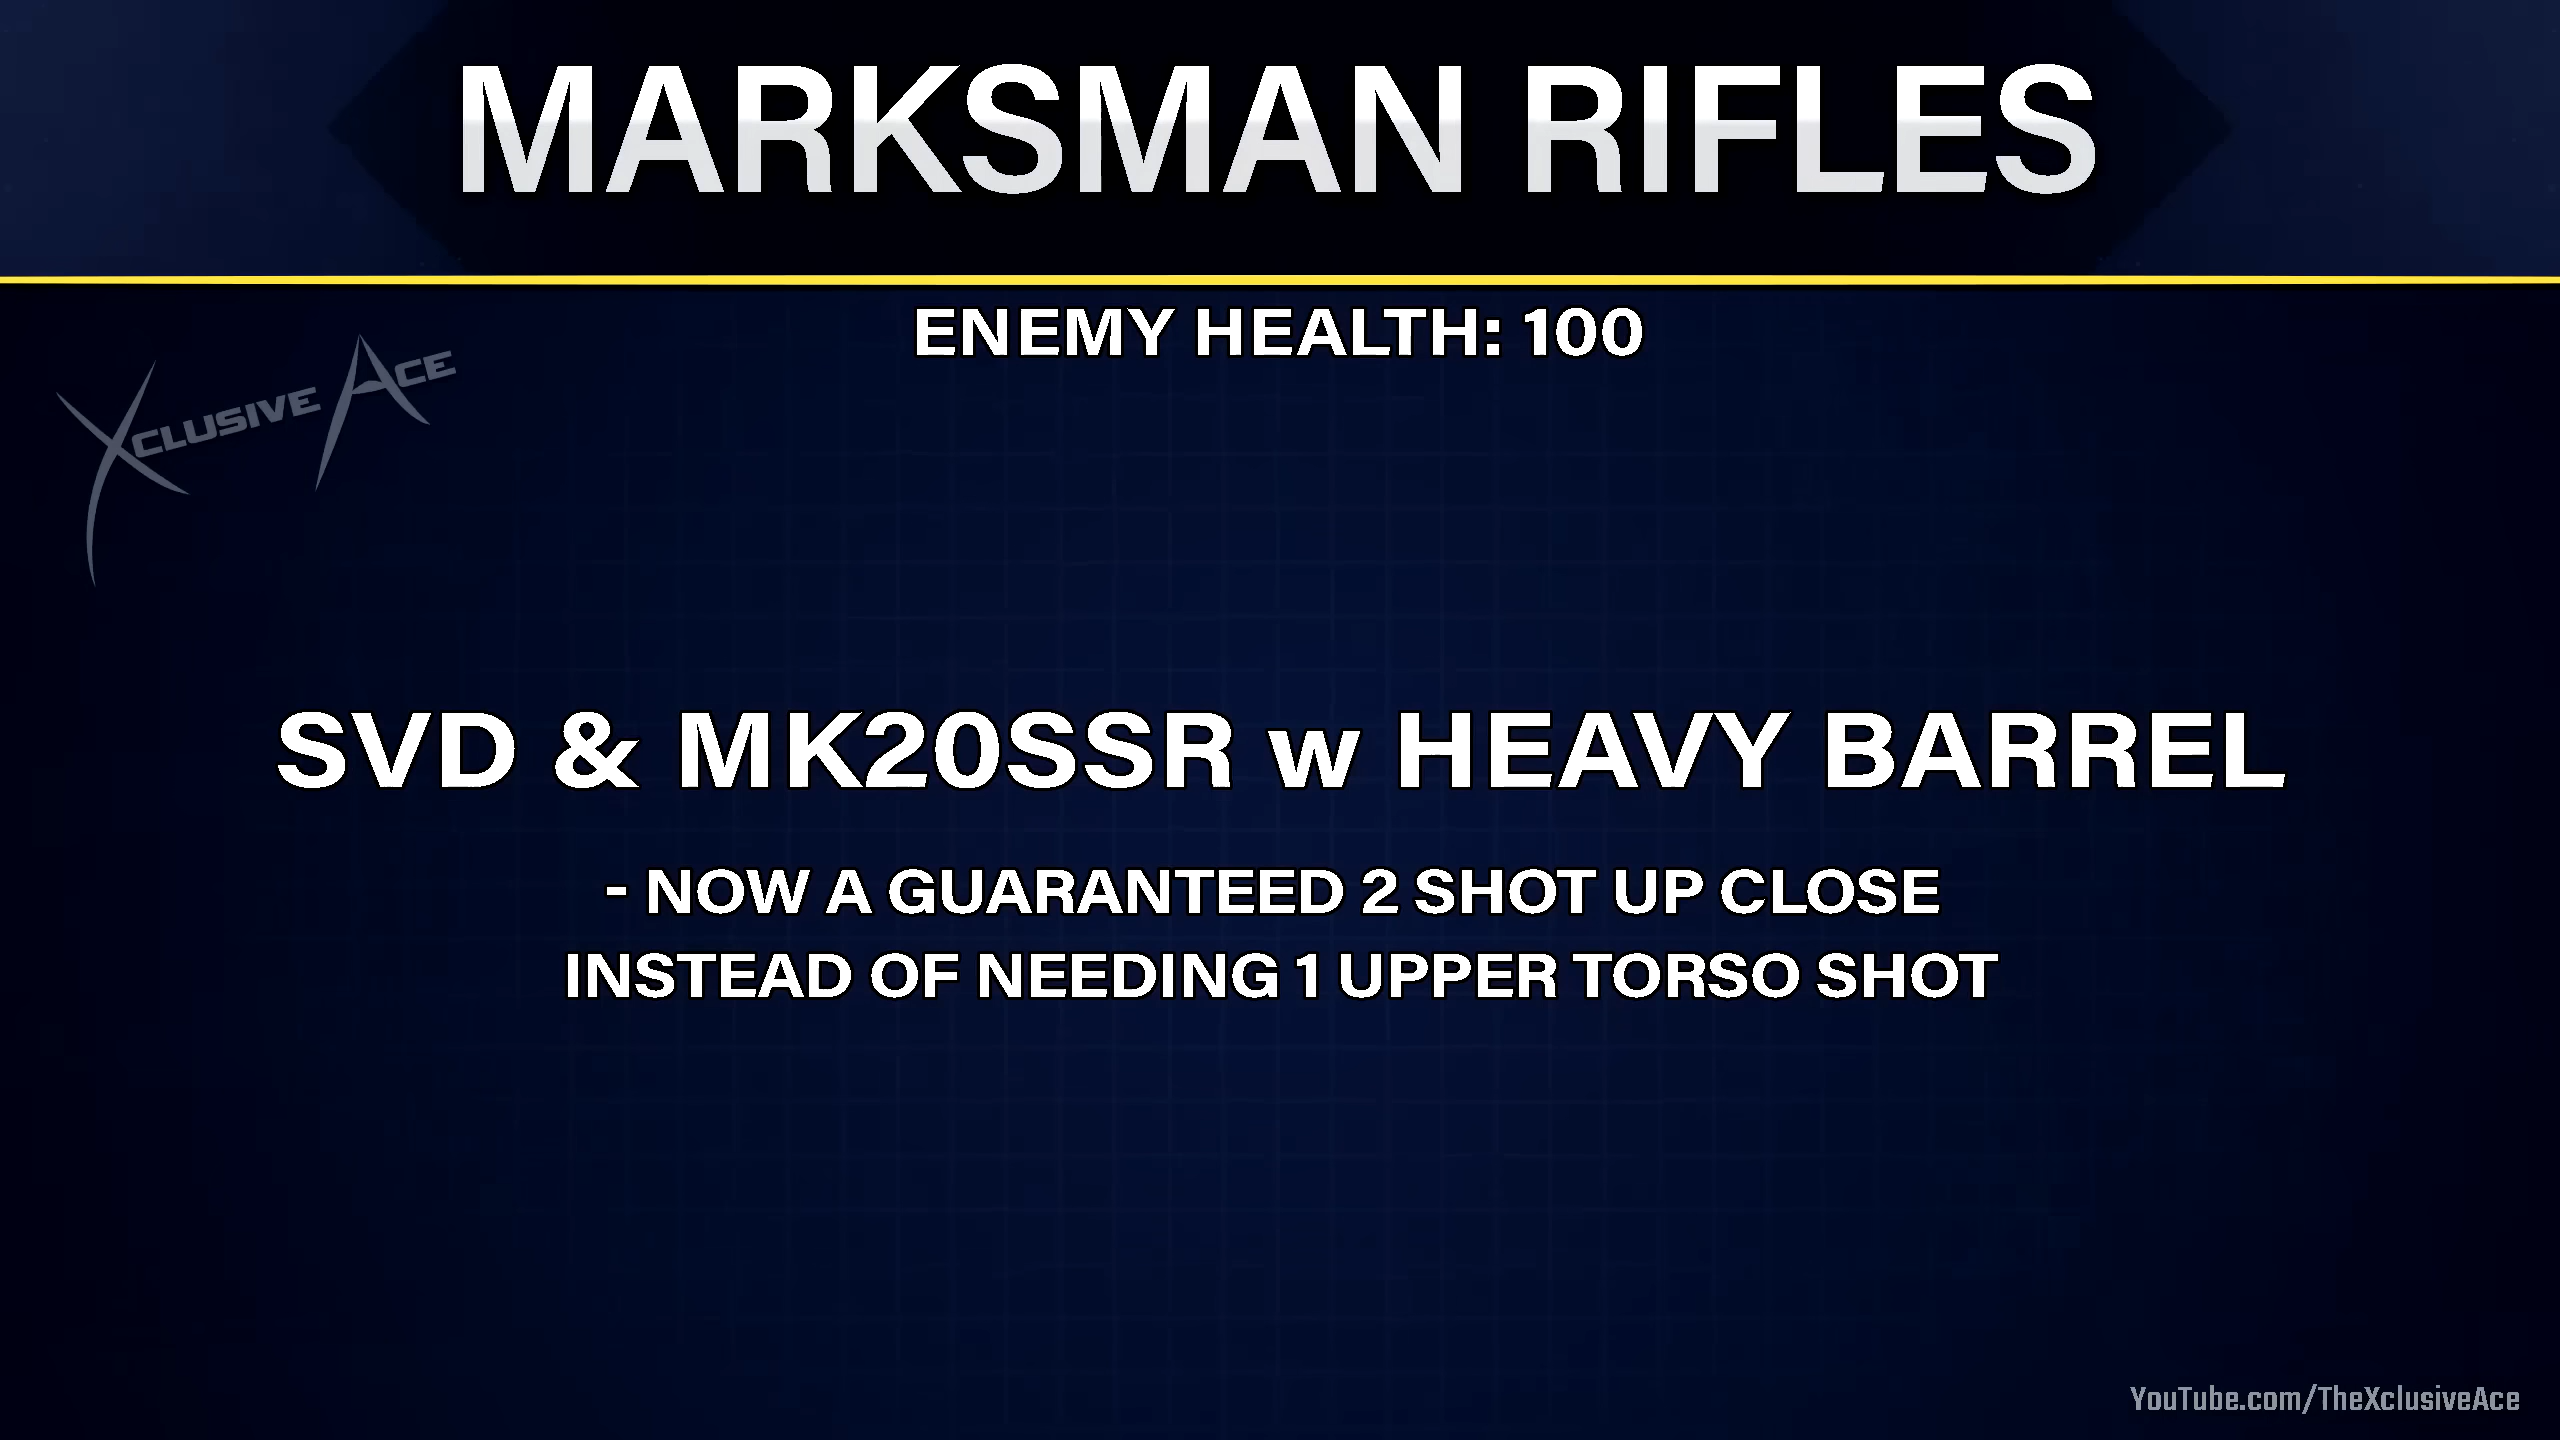 MARKSMAN RIFLES
ENEMY HEALTH: 100
XCLUSIVE ACE
SVD & MK20SSR w HEAVY BARREL
- NOW A GUARANTEED 2 SHOT UP CLOSE
INSTEAD OF NEEDING 1 UPPER TORSO SHOT
YouTube.com/TheXclusiveAce